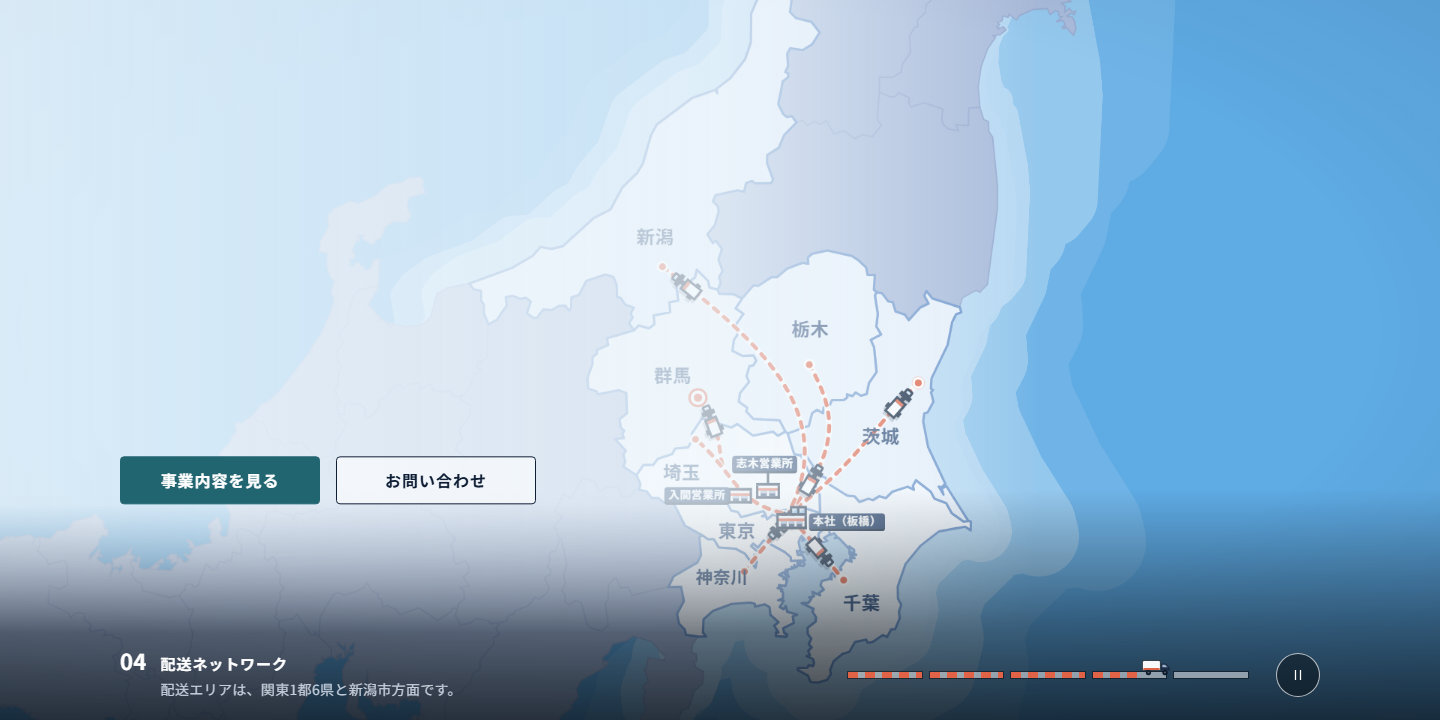 新潟
栃木
群馬
茨城
志木営業所
埼玉
入間営業所
事業内容を見る
お問い合わせ
本社（板橋）
東京
神奈川
千葉
04 配送ネットワーク
配送エリアは、関東1都6県と新潟市方面です。